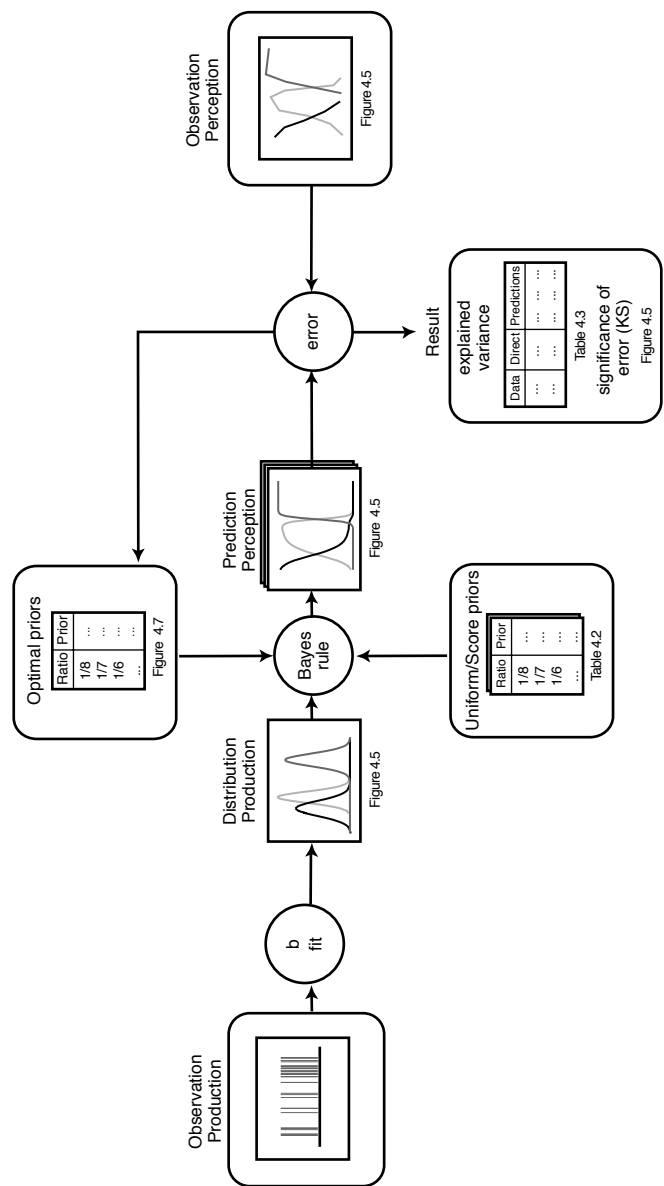 Observation
Production
b
fit
Distribution
Production
Figure 4.5
Optimal priors
Ratio Prior
1/8 ...
1/7 ...
1/6 ...
... ...
Figure 4.7
Bayes
rule
Uniform/Score priors
Ratio Prior
1/8 ...
1/7 ...
1/6 ...
... ...
Table 4.2
Prediction
Perception
Figure 4.5
error
Observation
Perception
Figure 4.5
Result
explained
variance
Data Direct Predictions
... ... ... ...
... ... ... ...
Table 4.3
significance of
error (KS)
Figure 4.5